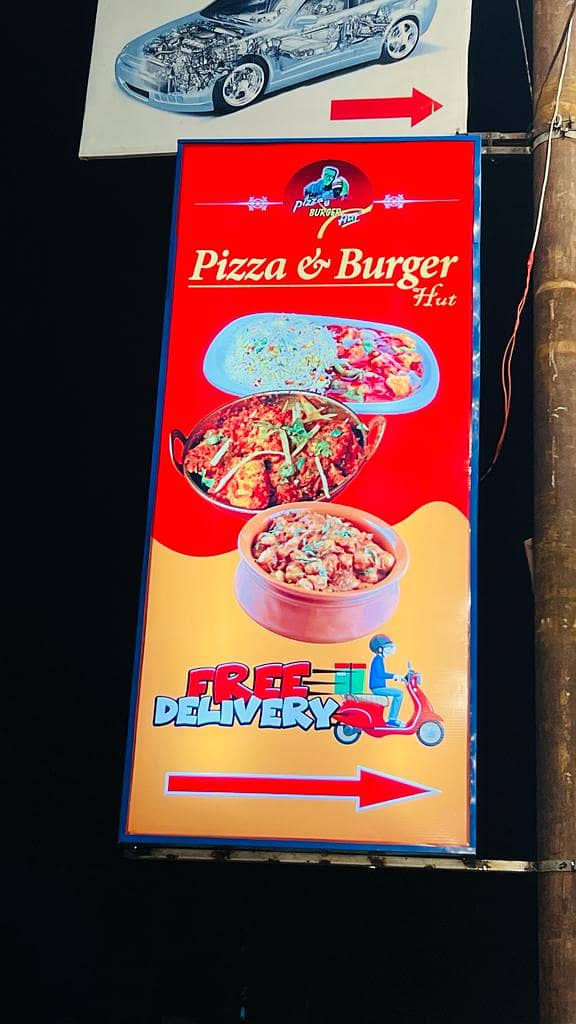 Pizza &
BURGER
Hut
Pizza & Burger
Hut
FREE
DELIVERY